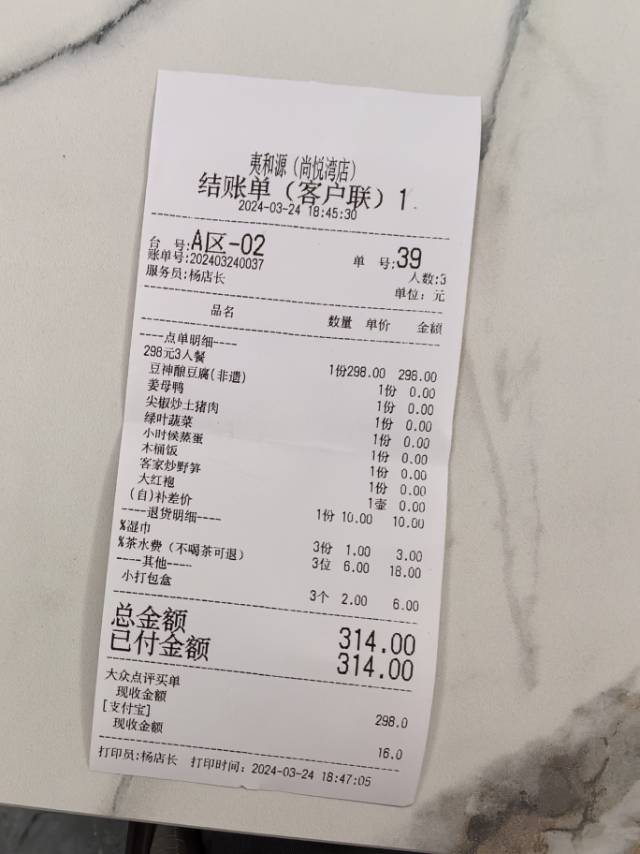 夷和源（尚悦湾店）
结账单（客户联）1
2024-03-24 18:45:30
台 号:A区-02 单 号:39
账单号:202403240037 人数:3
服务员:杨店长 单位：元
品名 数量 单价 金额
----点单明细----
298元3人餐 1份298.00 298.00
豆神酿豆腐(非遗) 1份 0.00
姜母鸭 1份 0.00
尖椒炒土猪肉 1份 0.00
绿叶蔬菜 1份 0.00
小时候蒸蛋 1份 0.00
木桶饭 1份 0.00
客家炒野笋 1份 0.00
大红袍 1壶 0.00
(自)补差价 1份 10.00 10.00
----退货明细----
%湿巾 3份 1.00 3.00
%茶水费（不喝茶可退） 3位 6.00 18.00
----其他----
小打包盒 3个 2.00 6.00
总金额 314.00
已付金额 314.00
大众点评买单
现收金额 298.0
[支付宝]
现收金额 16.0
打印员:杨店长 打印时间：2024-03-24 18:47:05